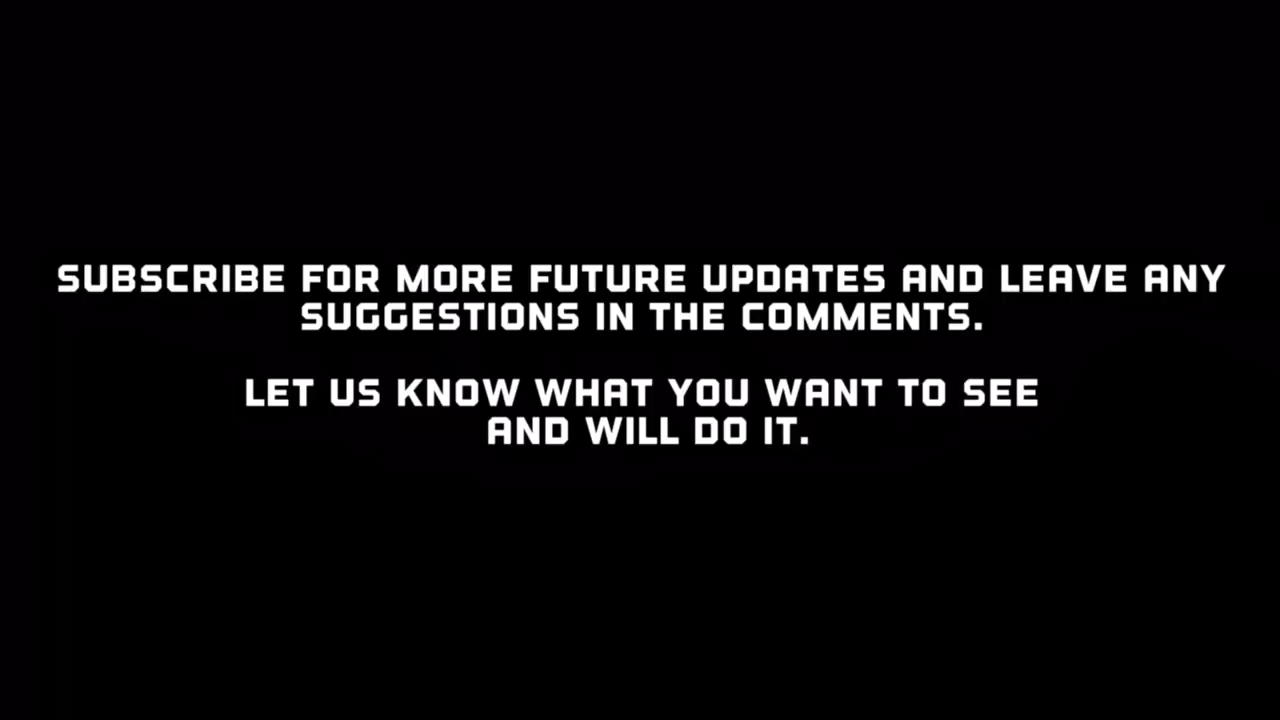 SUBSCRIBE FOR MORE FUTURE UPDATES AND LEAVE ANY
SUGGESTIONS IN THE COMMENTS.
LET US KNOW WHAT YOU WANT TO SEE
AND WILL DO IT.